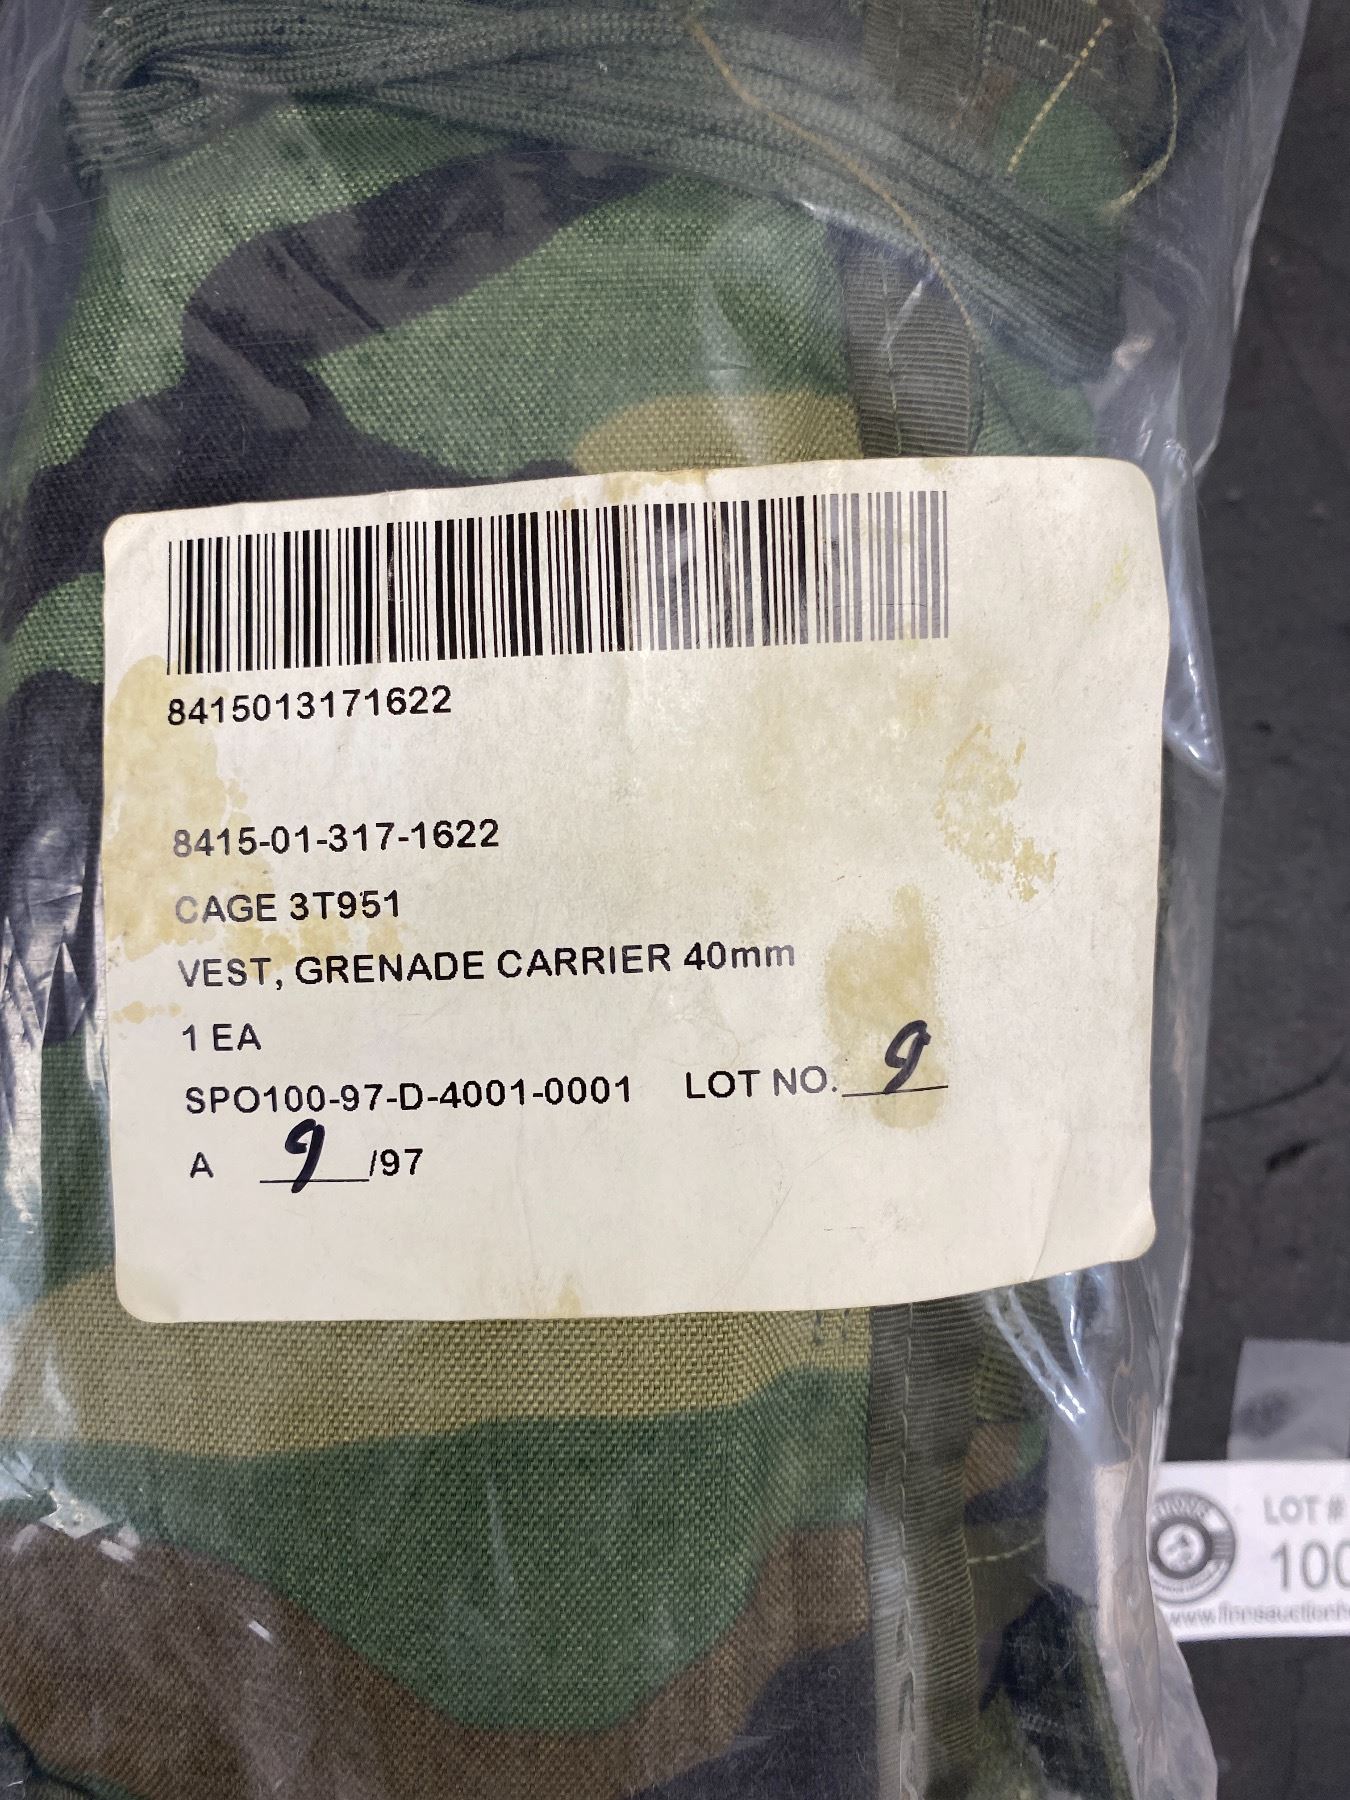 8415013171622
8415-01-317-1622
CAGE 3T951
VEST, GRENADE CARRIER 40mm
1 EA
SPO100-97-D-4001-0001 LOT NO. 9
A 9/97
LOT #
100